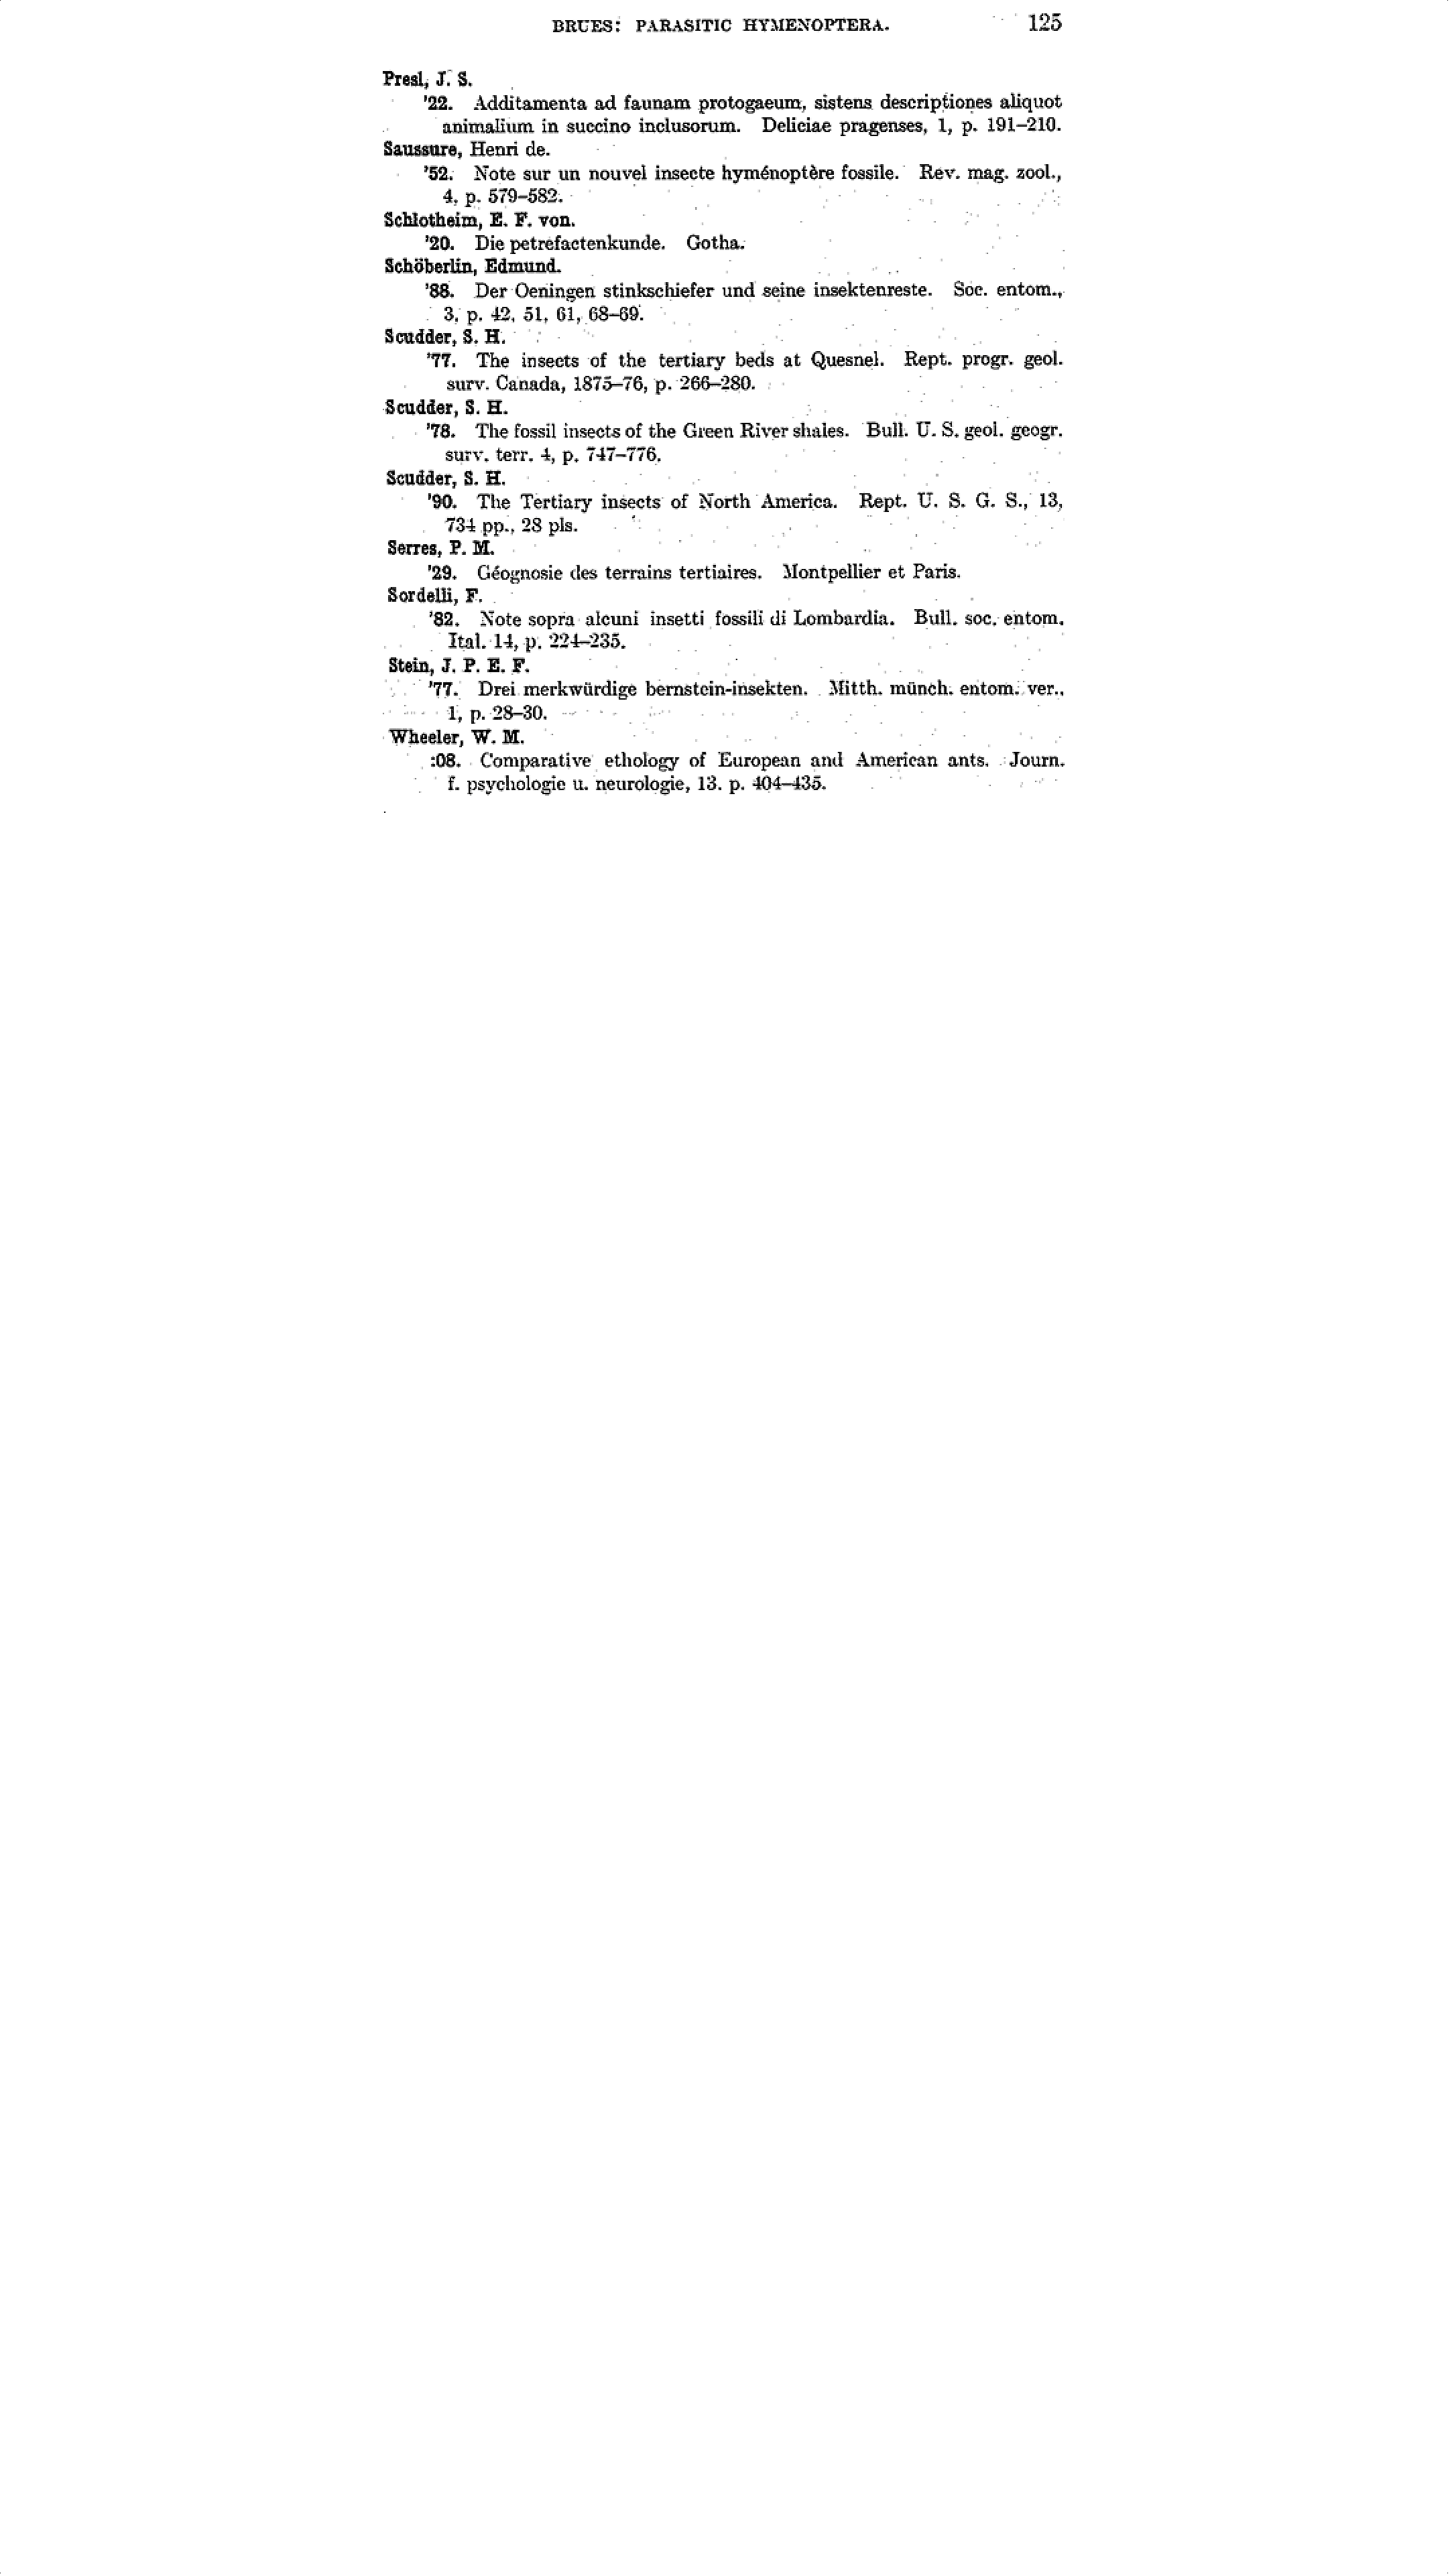 BRUES: PARASITIC HYMENOPTERA. 125
Presl, J. S.
'22. Additamenta ad faunam protogaeum, sistens descriptiones aliquot
animalium in succino inclusorum. Deliciae pragenses, 1, p. 191–210.
Saussure, Henri de.
'52. Note sur un nouvel insecte hyménoptère fossile. Rev. mag. zool.,
4, p. 579–582.
Schlotheim, E. F. von.
'20. Die petrefactenkunde. Gotha.
Schöberlin, Edmund.
'88. Der Oeningen stinkschiefer und seine insektenreste. Soc. entom.,
3, p. 42, 51, 61, 68–69.
Scudder, S. H.
'77. The insects of the tertiary beds at Quesnel. Rept. progr. geol.
surv. Canada, 1875–76, p. 266–280.
Scudder, S. H.
'78. The fossil insects of the Green River shales. Bull. U. S. geol. geogr.
surv. terr. 4, p. 747–776.
Scudder, S. H.
'90. The Tertiary insects of North America. Rept. U. S. G. S., 13,
734 pp., 28 pls.
Serres, P. M.
'29. Géognosie des terrains tertiaires. Montpellier et Paris.
Sordelli, F.
'82. Note sopra alcuni insetti fossili di Lombardia. Bull. soc. entom.
Ital. 14, p. 224–235.
Stein, J. P. E. F.
'77. Drei merkwürdige bernstein-insekten. Mitth. münch. entom. ver.,
1, p. 28–30.
Wheeler, W. M.
:08. Comparative ethology of European and American ants. Journ.
f. psychologie u. neurologie, 13. p. 404–435.